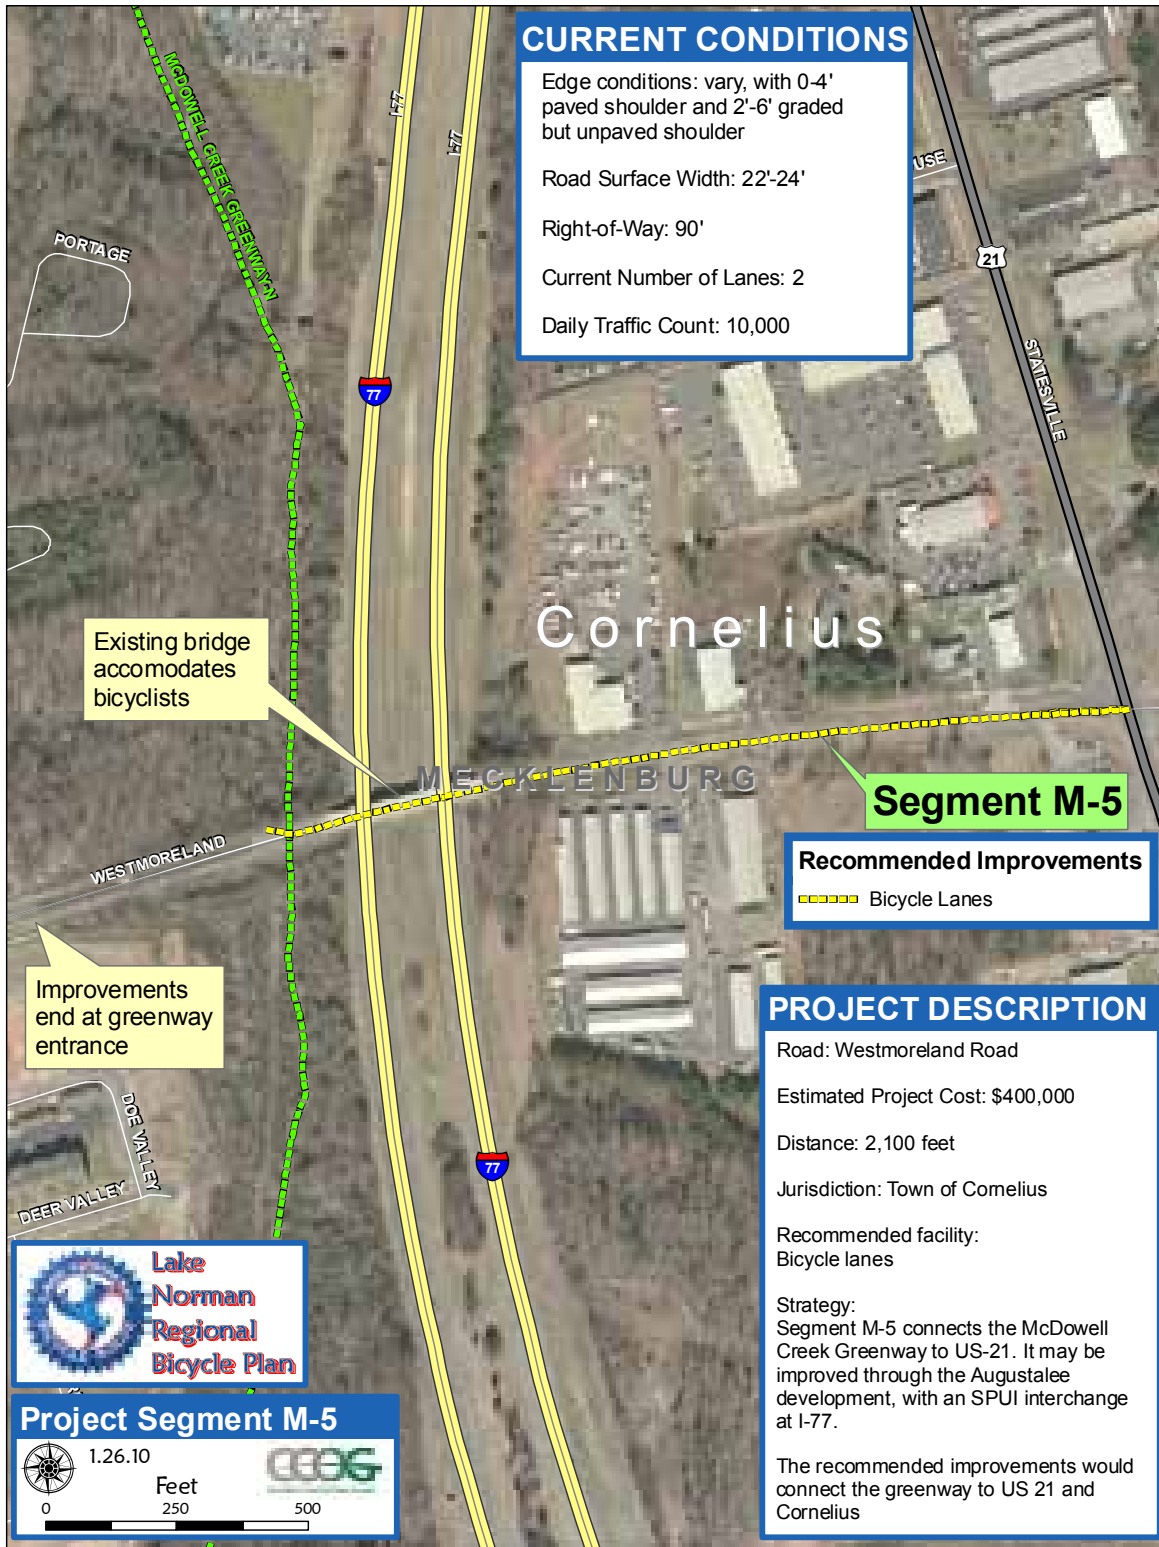 CURRENT CONDITIONS
Edge conditions: vary, with 0-4'
paved shoulder and 2'-6' graded
but unpaved shoulder
Road Surface Width: 22'-24'
Right-of-Way: 90'
Current Number of Lanes: 2
Daily Traffic Count: 10,000
MCDOWELL CREEK GREENWAY-N
I-77
I-77
USE
PORTAGE
21
STATESVILLE
77
Cornelius
Existing bridge
accomodates
bicyclists
MECKLENBURG
Segment M-5
WESTMORELAND
Recommended Improvements
Bicycle Lanes
Improvements
end at greenway
entrance
DOE VALLEY
DEER VALLEY
77
PROJECT DESCRIPTION
Road: Westmoreland Road
Estimated Project Cost: $400,000
Distance: 2,100 feet
Jurisdiction: Town of Cornelius
Recommended facility:
Bicycle lanes
Strategy:
Segment M-5 connects the McDowell
Creek Greenway to US-21. It may be
improved through the Augustalee
development, with an SPUI interchange
at I-77.
The recommended improvements would
connect the greenway to US 21 and
Cornelius
Lake
Norman
Regional
Bicycle Plan
Project Segment M-5
1.26.10
Feet
0 250 500